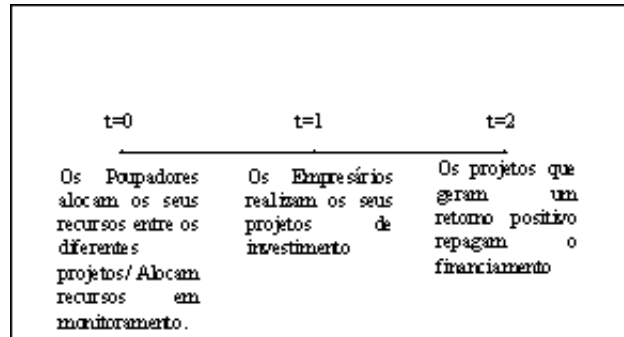 t=0 t=1 t=2
Os Poupadores
alocam os seus
recursos entre os
diferentes
projetos/ Alocam
recursos em
monitoramento.
Os Empresários
realizam os seus
projetos de
investimento
Os projetos que
geram um
retorno positivo
repagam o
financiamento